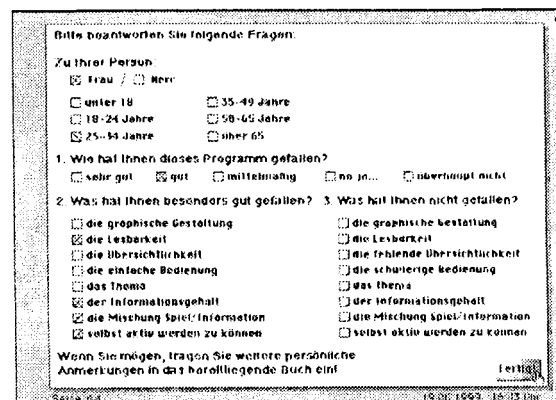 Bitte beantworten Sie folgende Fragen:
Zu Ihrer Person:
Frau / Herr
unter 18 35-49 Jahre
18-24 Jahre 50-65 Jahre
25-34 Jahre über 65
1. Wie hat Ihnen dieses Programm gefallen?
sehr gut gut mittelmäßig na ja... überhaupt nicht
2. Was hat Ihnen besonders gut gefallen? 3. Was hat Ihnen nicht gefallen?
die graphische Gestaltung die graphische Gestaltung
die Lesbarkeit die Lesbarkeit
die Übersichtlichkeit die fehlende Übersichtlichkeit
die einfache Bedienung die schwierige Bedienung
das Thema das Thema
der Informationsgehalt der Informationsgehalt
die Mischung Spiel/Information die Mischung Spiel/Information
selbst aktiv werden zu können selbst aktiv werden zu können
Wenn Sie mögen, tragen Sie weitere persönliche
Anmerkungen in das bereitliegende Buch ein! Fertig
Seite 1993, Uhr